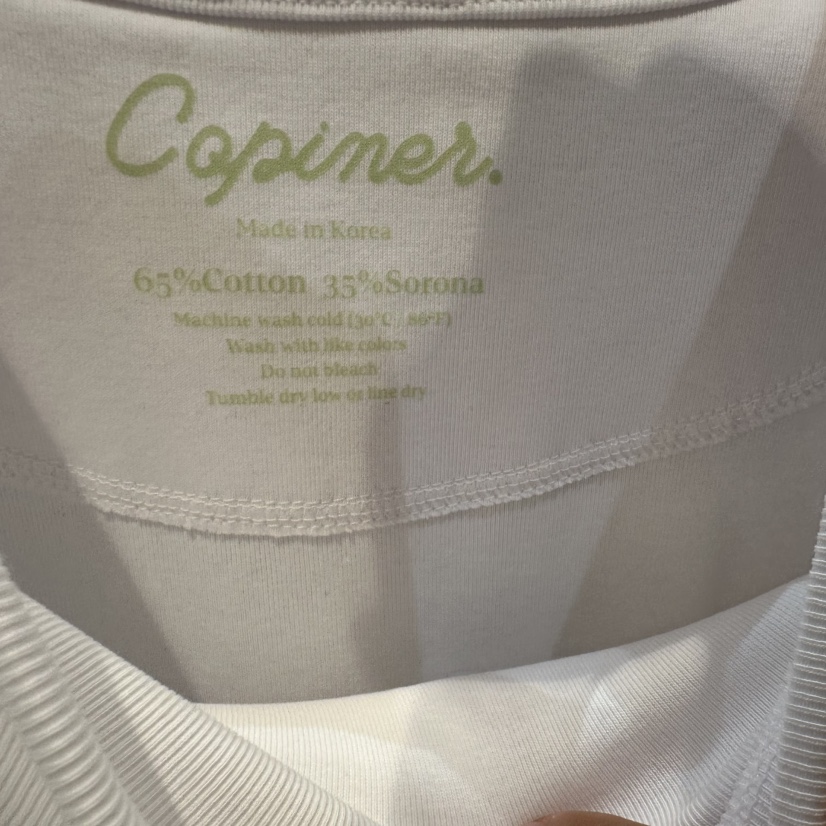 Copiner.
Made in Korea
65%Cotton 35%Sorona
Machine wash cold (30°C / 86°F)
Wash with like colors
Do not bleach
Tumble dry low or line dry